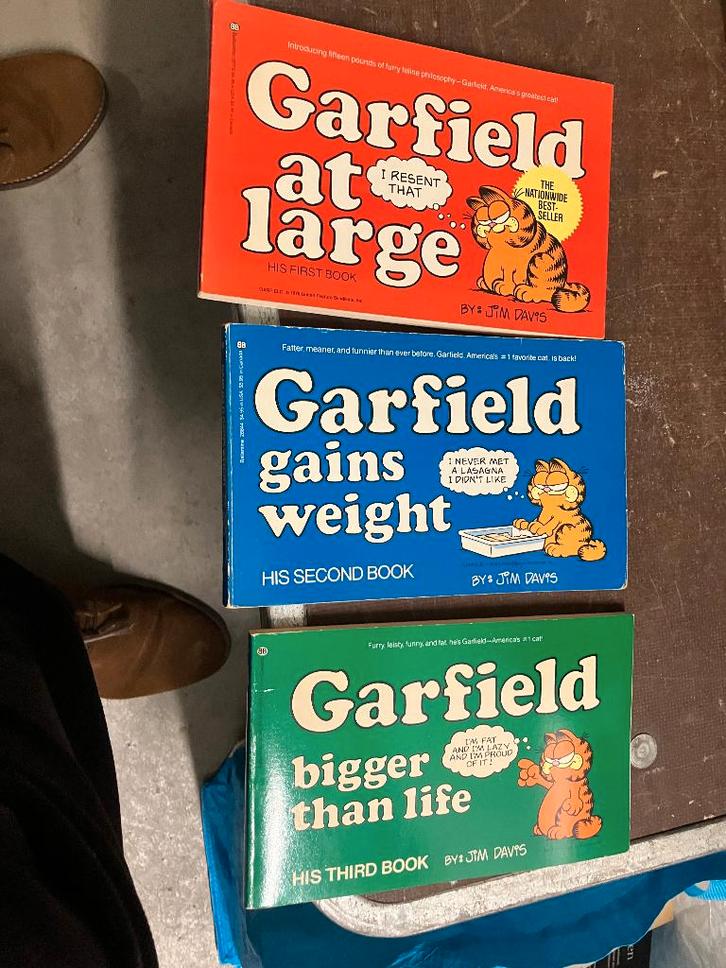 BB
Introducing fifteen pounds of furry feline philosophy—Garfield, America's greatest cat!
Garfield
at
large
I RESENT
THAT
THE
NATIONWIDE
BEST-
SELLER
HIS FIRST BOOK
BY: JIM DAVIS
BB
Fatter, meaner, and funnier than ever before, Garfield, America's #1 favorite cat, is back!
Garfield
gains
weight
I NEVER MET
A LASAGNA
I DIDN'T LIKE
HIS SECOND BOOK
BY: JIM DAVIS
BB
Furry, feisty, funny, and fat, he's Garfield—America's #1 cat!
Garfield
bigger
than life
I'M FAT
AND I'M LAZY
AND I'M PROUD
OF IT!
HIS THIRD BOOK
BY: JIM DAVIS